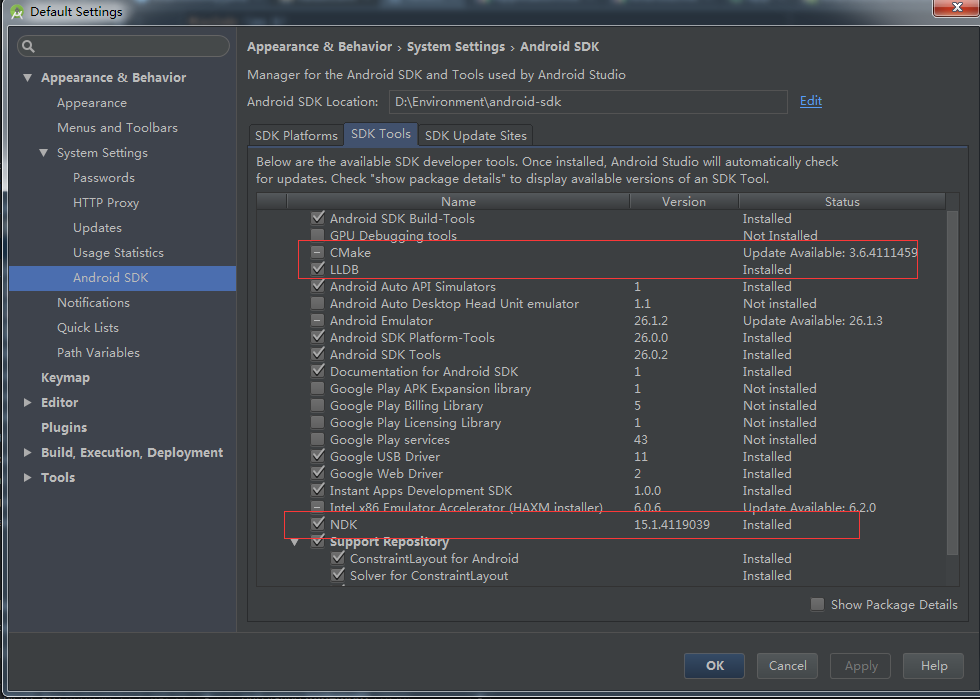 Default Settings
Appearance & Behavior
Appearance
Menus and Toolbars
System Settings
Passwords
HTTP Proxy
Updates
Usage Statistics
Android SDK
Notifications
Quick Lists
Path Variables
Keymap
Editor
Plugins
Build, Execution, Deployment
Tools
Appearance & Behavior › System Settings › Android SDK
Manager for the Android SDK and Tools used by Android Studio
Android SDK Location: D:\Environment\android-sdk Edit
SDK Platforms SDK Tools SDK Update Sites
Below are the available SDK developer tools. Once installed, Android Studio will automatically check
for updates. Check "show package details" to display available versions of an SDK Tool.
Name Version Status
Android SDK Build-Tools Installed
GPU Debugging tools Not Installed
CMake Update Available: 3.6.4111459
LLDB Installed
Android Auto API Simulators 1 Installed
Android Auto Desktop Head Unit emulator 1.1 Not installed
Android Emulator 26.1.2 Update Available: 26.1.3
Android SDK Platform-Tools 26.0.0 Installed
Android SDK Tools 26.0.2 Installed
Documentation for Android SDK 1 Installed
Google Play APK Expansion library 1 Not installed
Google Play Billing Library 5 Not installed
Google Play Licensing Library 1 Not installed
Google Play services 43 Not installed
Google USB Driver 11 Installed
Google Web Driver 2 Installed
Instant Apps Development SDK 1.0.0 Installed
Intel x86 Emulator Accelerator (HAXM installer) 6.0.6 Update Available: 6.2.0
NDK 15.1.4119039 Installed
Support Repository
ConstraintLayout for Android Installed
Solver for ConstraintLayout Installed
Show Package Details
OK Cancel Apply Help